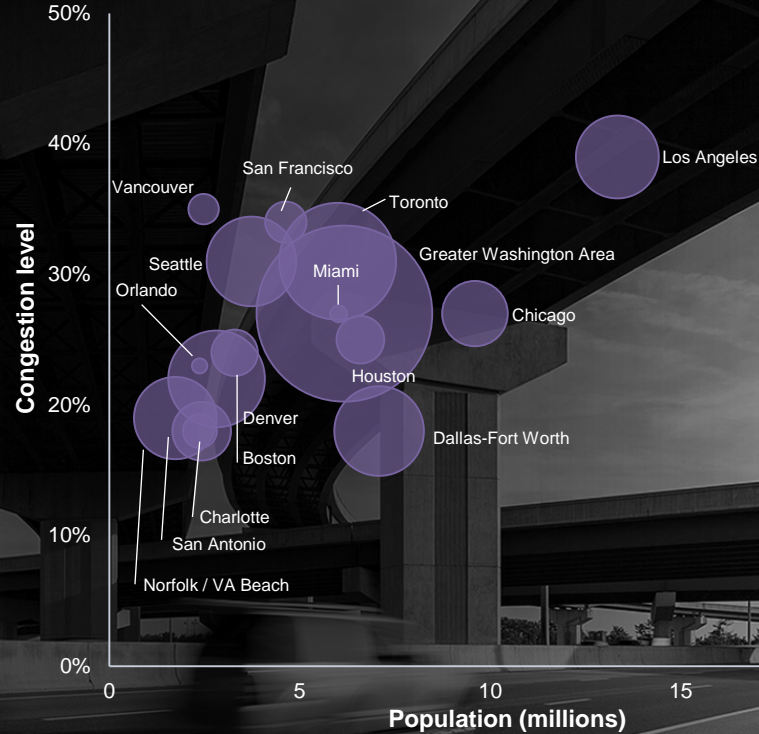 50%
40%
30%
20%
10%
0%
Congestion level
San Francisco
Vancouver
Los Angeles
Toronto
Seattle
Greater Washington Area
Miami
Orlando
Chicago
Houston
Denver
Dallas-Fort Worth
Boston
Charlotte
San Antonio
Norfolk / VA Beach
0
5
10
15
Population (millions)